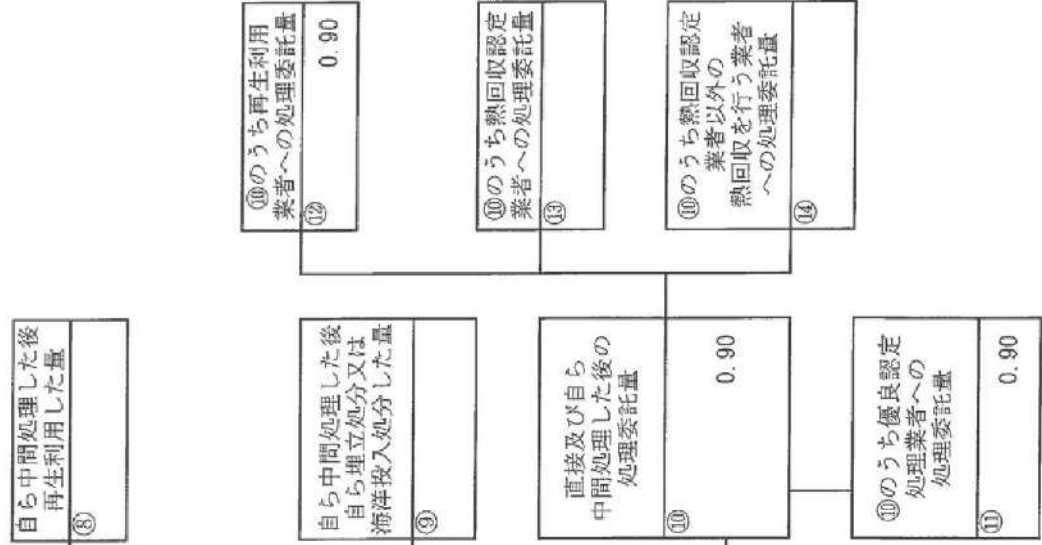 自ら中間処理した後
再生利用した量
⑧
自ら中間処理した後
自ら埋立処分又は
海洋投入処分した量
⑨
直接及び自ら
中間処理した後の
処理委託量
⑩
0.90
⑩のうち優良認定
処理業者への
処理委託量
⑪
0.90
⑩のうち再生利用
業者への処理委託量
⑫
0.90
⑩のうち熱回収認定
業者への処理委託量
⑬
⑩のうち熱回収認定
業者以外の
熱回収を行う業者
への処理委託量
⑭